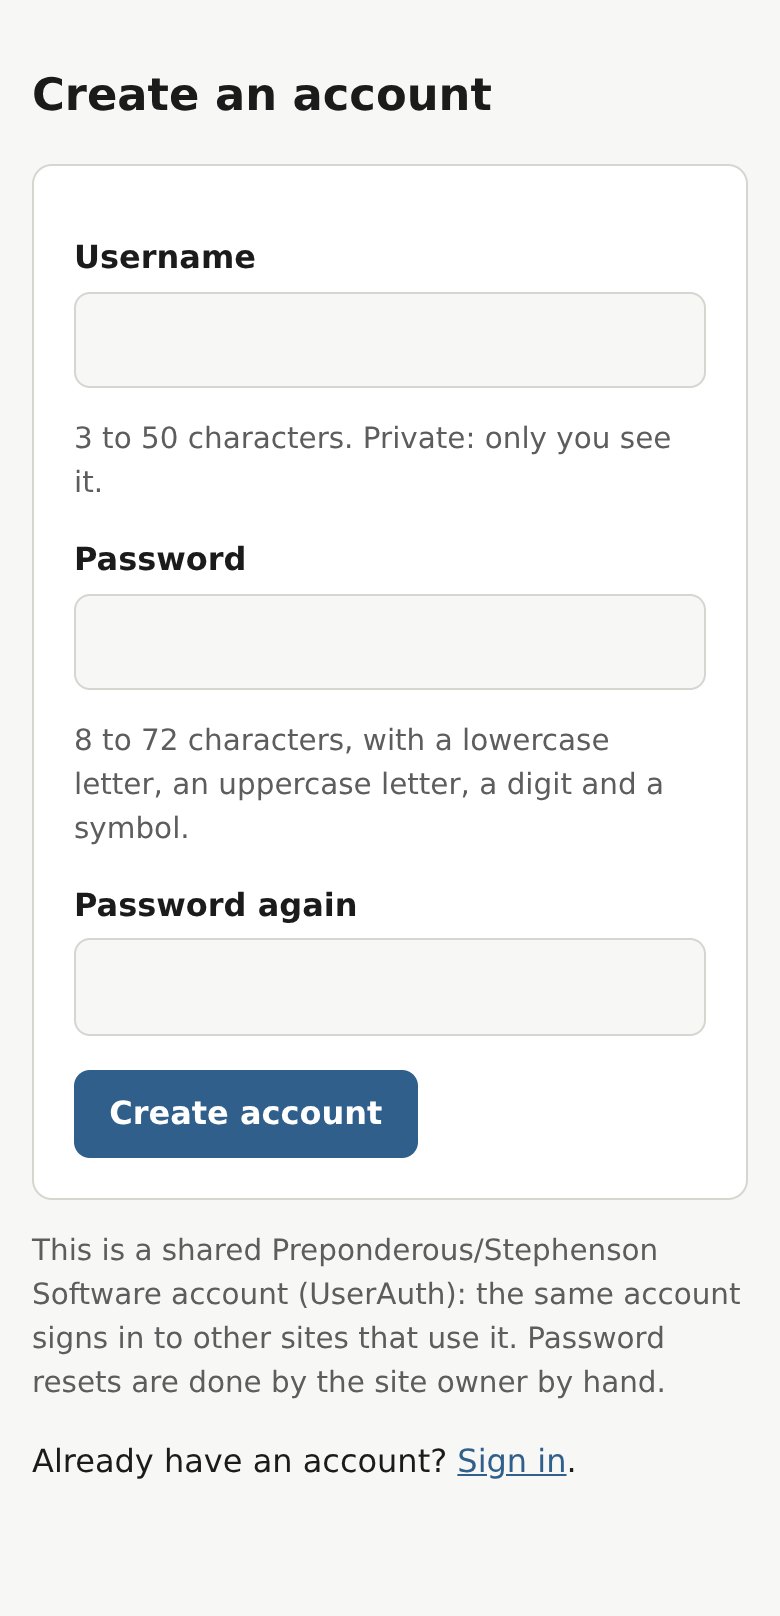 Create an account
Username
3 to 50 characters. Private: only you see
it.
Password
8 to 72 characters, with a lowercase
letter, an uppercase letter, a digit and a
symbol.
Password again
Create account
This is a shared Preponderous/Stephenson
Software account (UserAuth): the same account
signs in to other sites that use it. Password
resets are done by the site owner by hand.
Already have an account? Sign in.